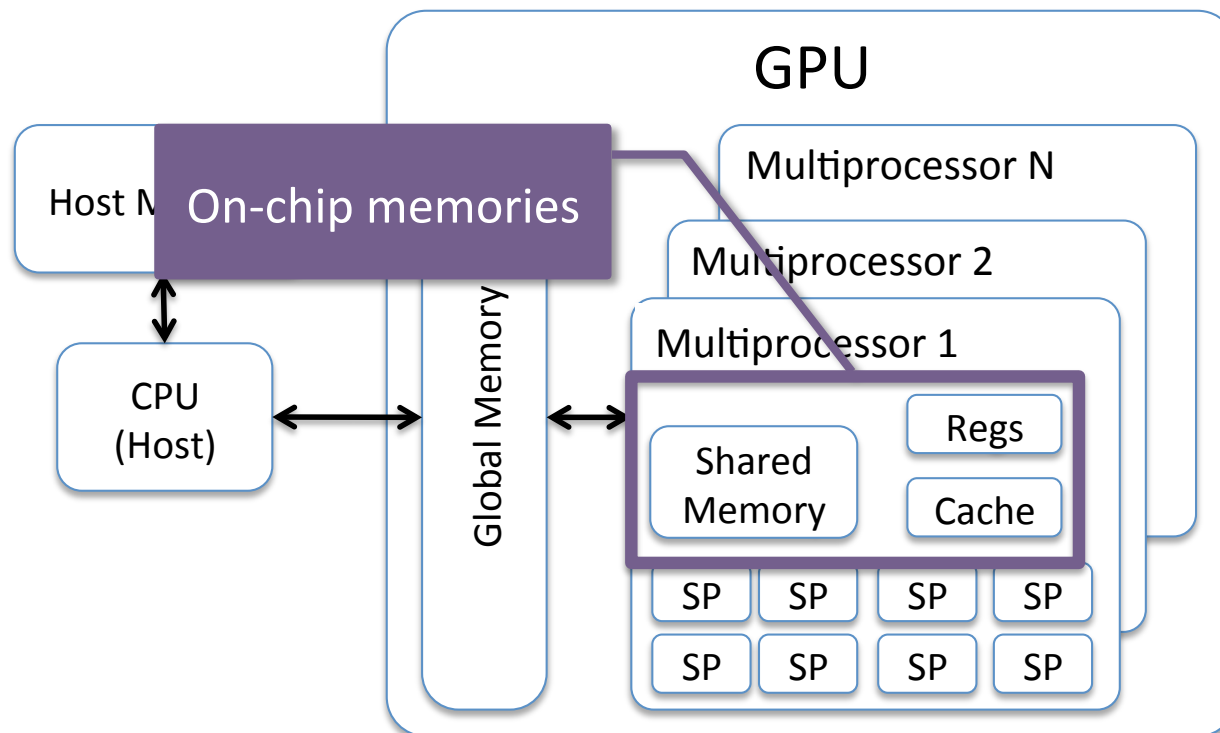 GPU
Host M
On-chip memories
Multiprocessor N
Multiprocessor 2
Multiprocessor 1
CPU
(Host)
Global Memory
Shared
Memory
Regs
Cache
SP SP SP SP
SP SP SP SP